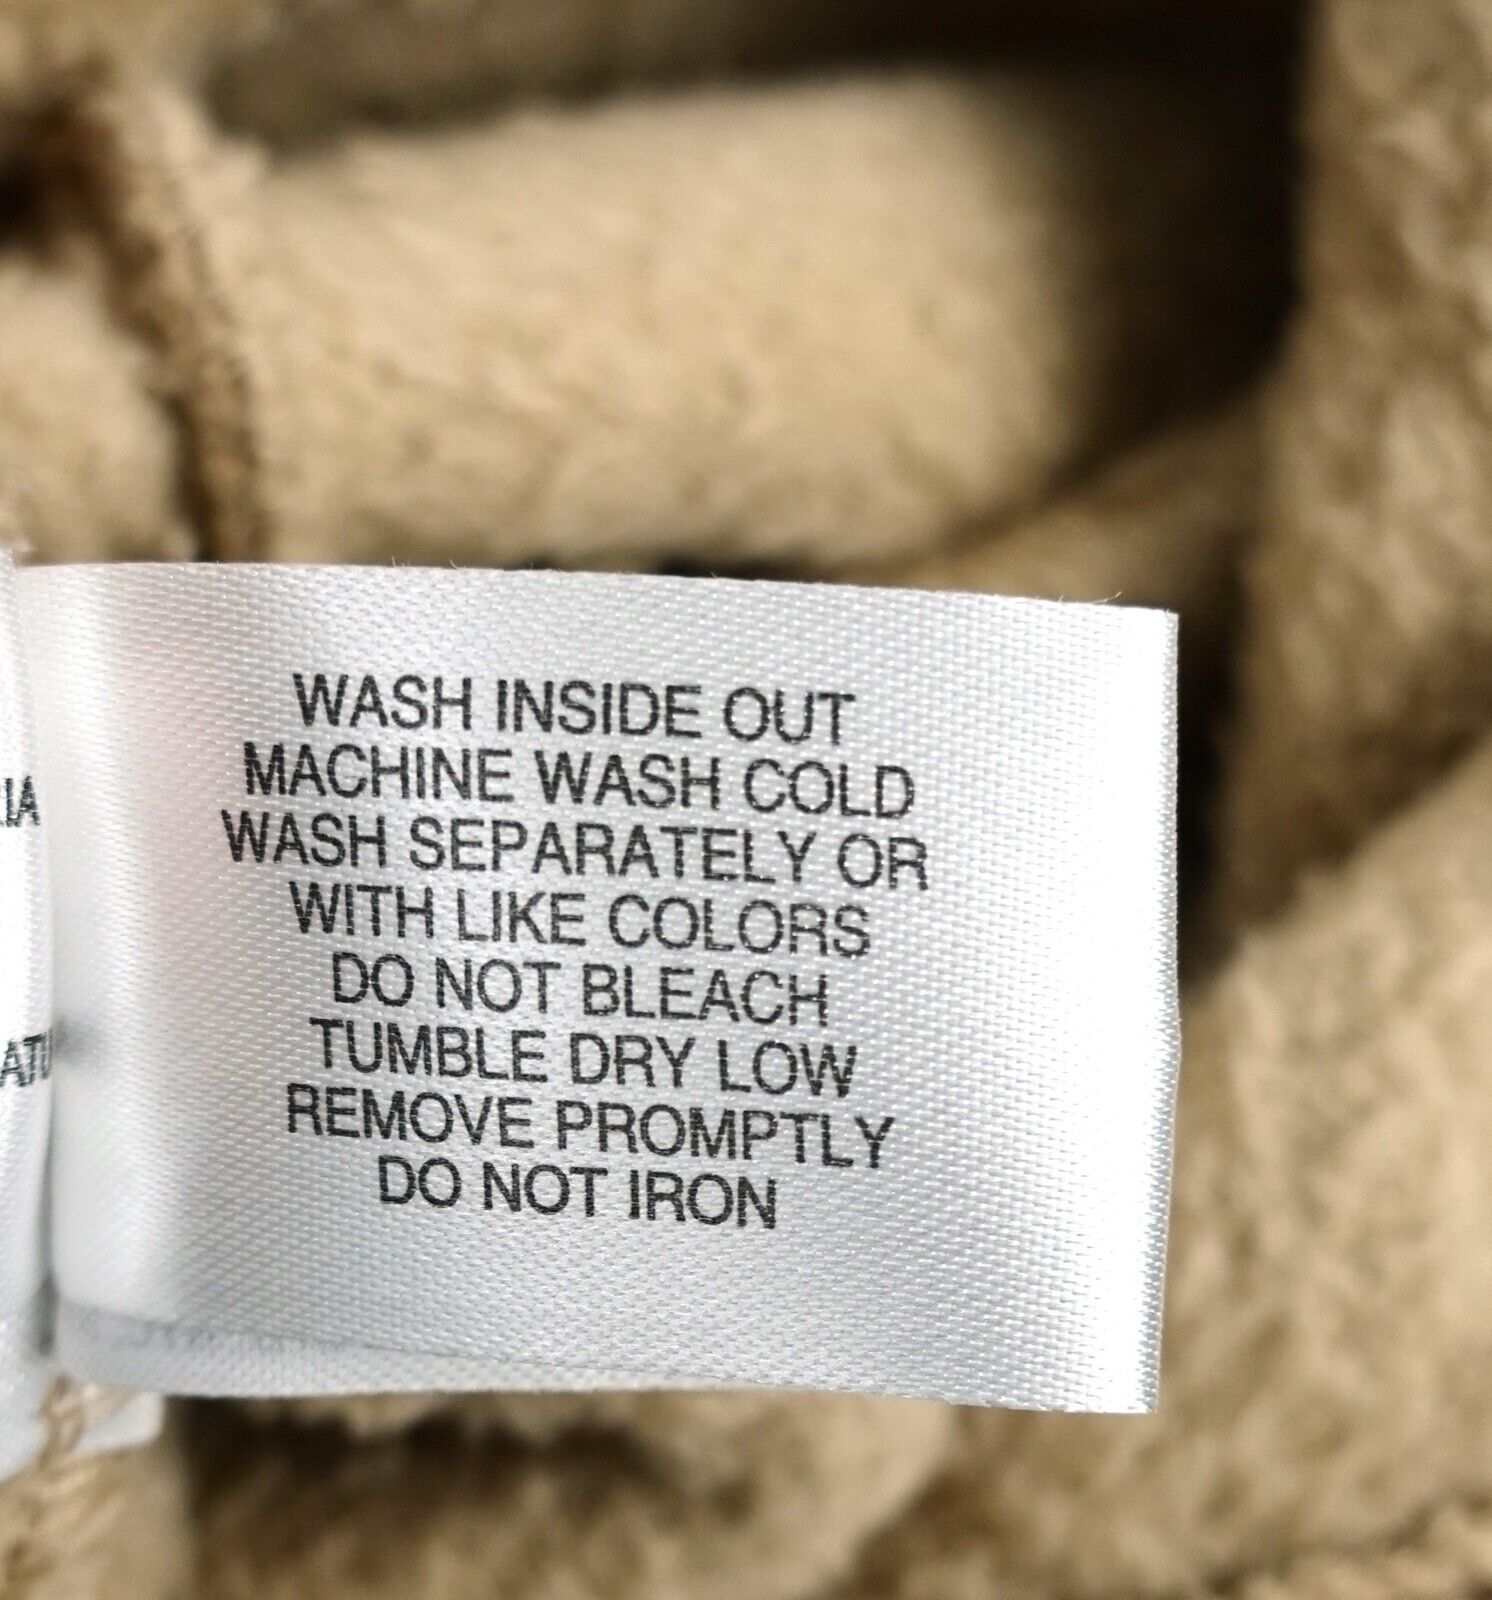 WASH INSIDE OUT
MACHINE WASH COLD
WASH SEPARATELY OR
WITH LIKE COLORS
DO NOT BLEACH
TUMBLE DRY LOW
REMOVE PROMPTLY
DO NOT IRON